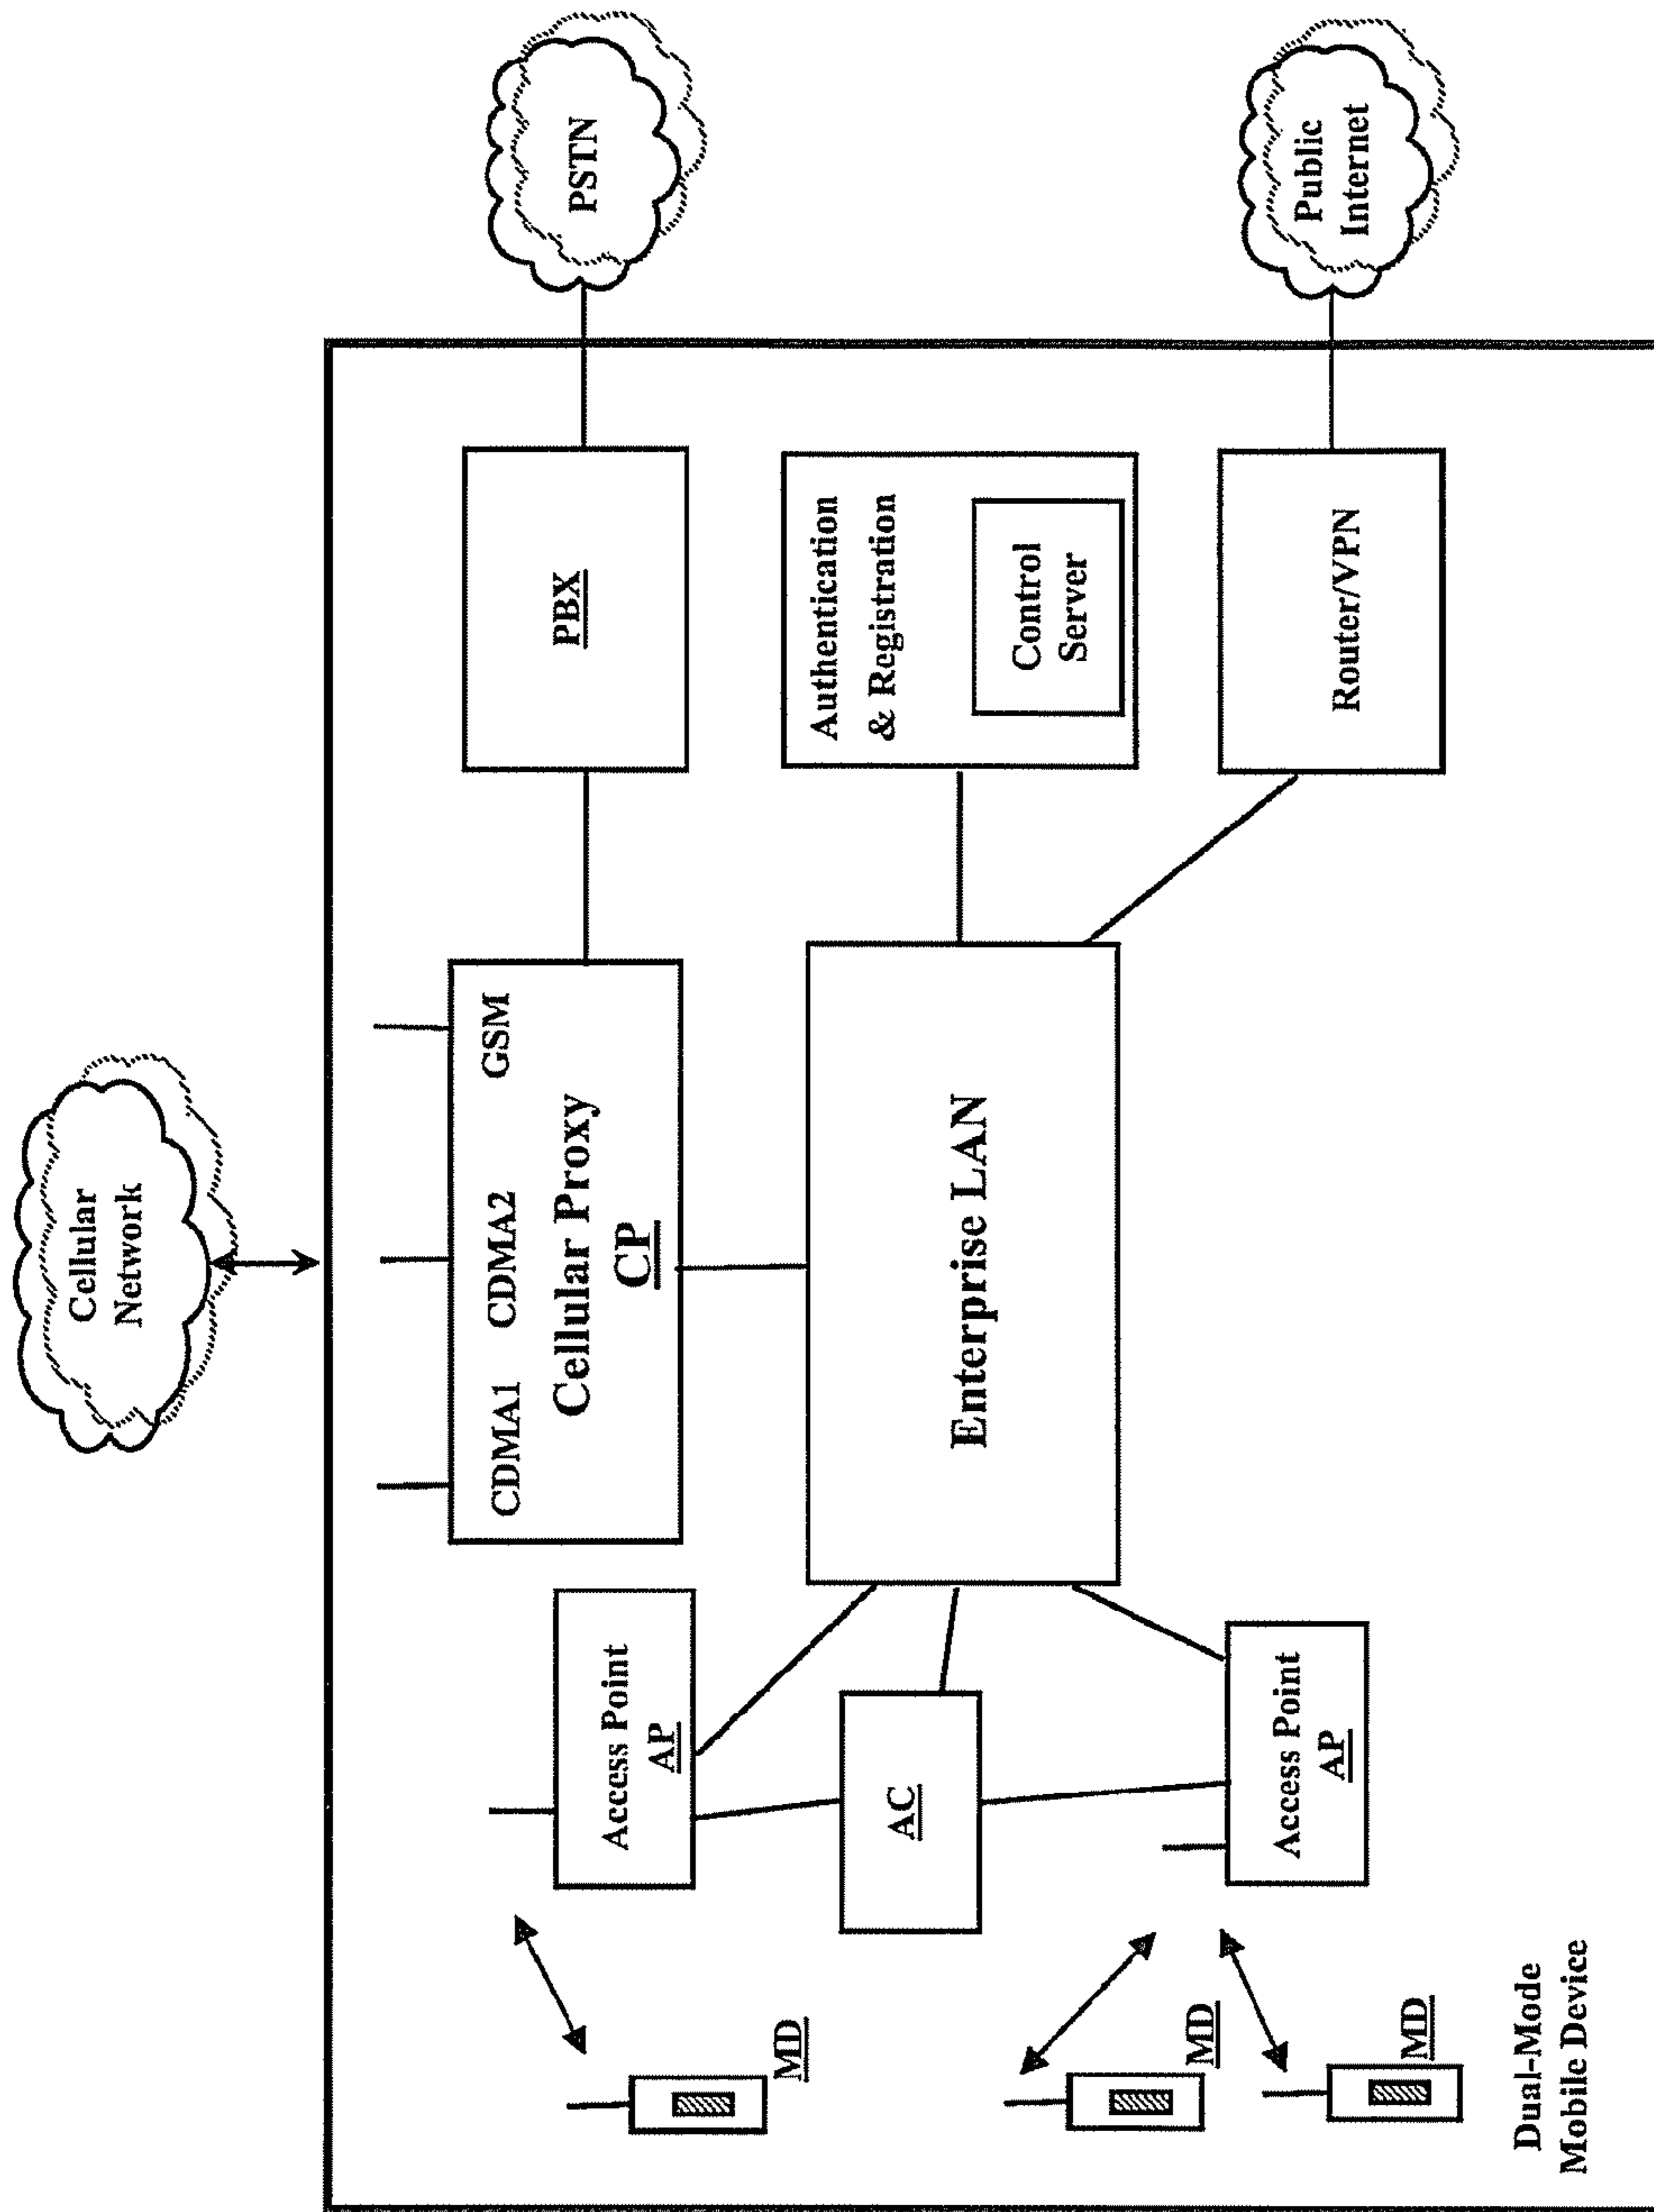 Cellular
Network
CDMA1 CDMA2 GSM
Cellular Proxy
CP
PBX
PSTN
Access Point
AP
Enterprise LAN
Authentication
& Registration
Control
Server
AC
Access Point
AP
Router/VPN
Public
Internet
MD
MD
MD
Dual-Mode
Mobile Device